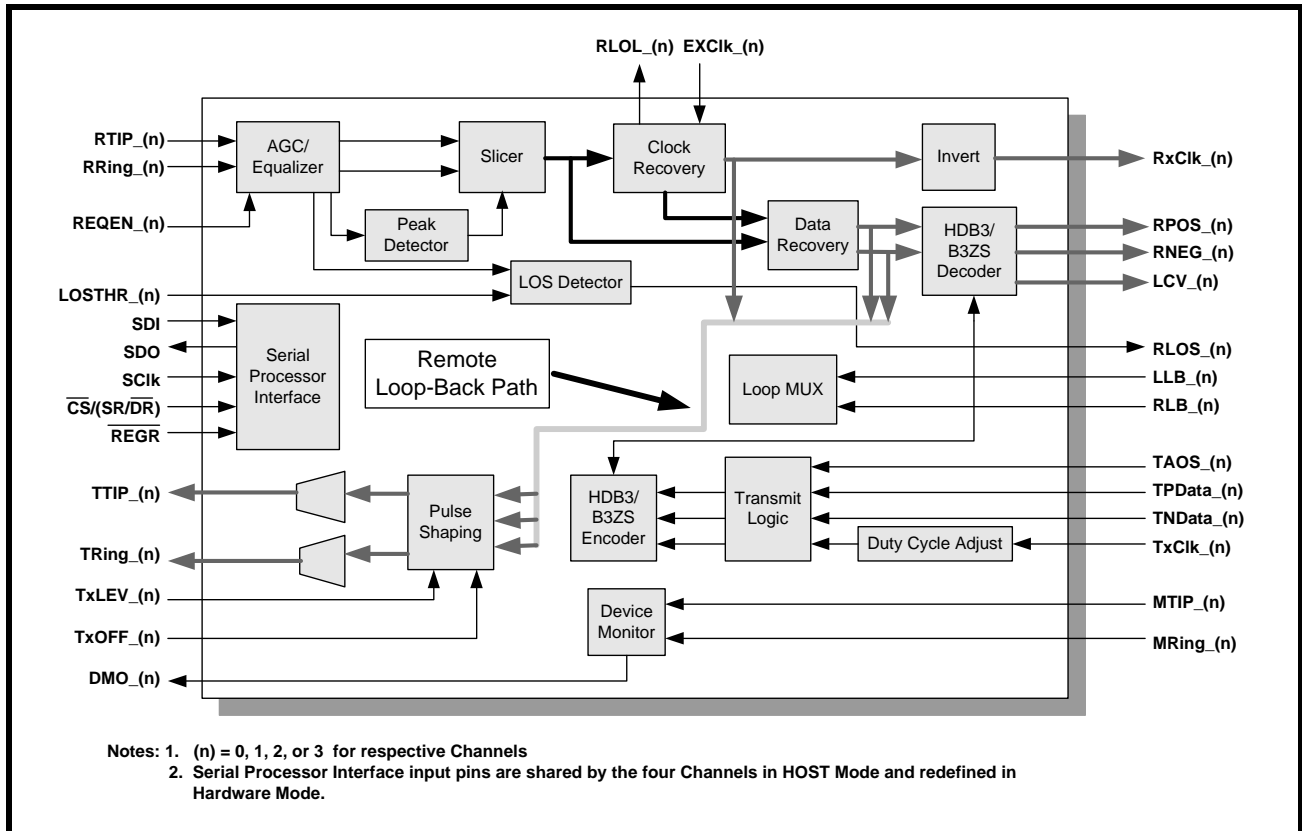 RLOL_(n) EXClk_(n)
RTIP_(n)
RRing_(n)
REQEN_(n)
LOSTHR_(n)
SDI
SDO
SClk
CS/(SR/DR)
REGR
TTIP_(n)
TRing_(n)
TxLEV_(n)
TxOFF_(n)
DMO_(n)
AGC/
Equalizer
Peak
Detector
Slicer
LOS Detector
Clock
Recovery
Data
Recovery
Invert
HDB3/
B3ZS
Decoder
Serial
Processor
Interface
Remote
Loop-Back Path
Loop MUX
Pulse
Shaping
HDB3/
B3ZS
Encoder
Transmit
Logic
Duty Cycle Adjust
Device
Monitor
RxClk_(n)
RPOS_(n)
RNEG_(n)
LCV_(n)
RLOS_(n)
LLB_(n)
RLB_(n)
TAOS_(n)
TPData_(n)
TNData_(n)
TxClk_(n)
MTIP_(n)
MRing_(n)
Notes: 1. (n) = 0, 1, 2, or 3 for respective Channels
2. Serial Processor Interface input pins are shared by the four Channels in HOST Mode and redefined in
Hardware Mode.